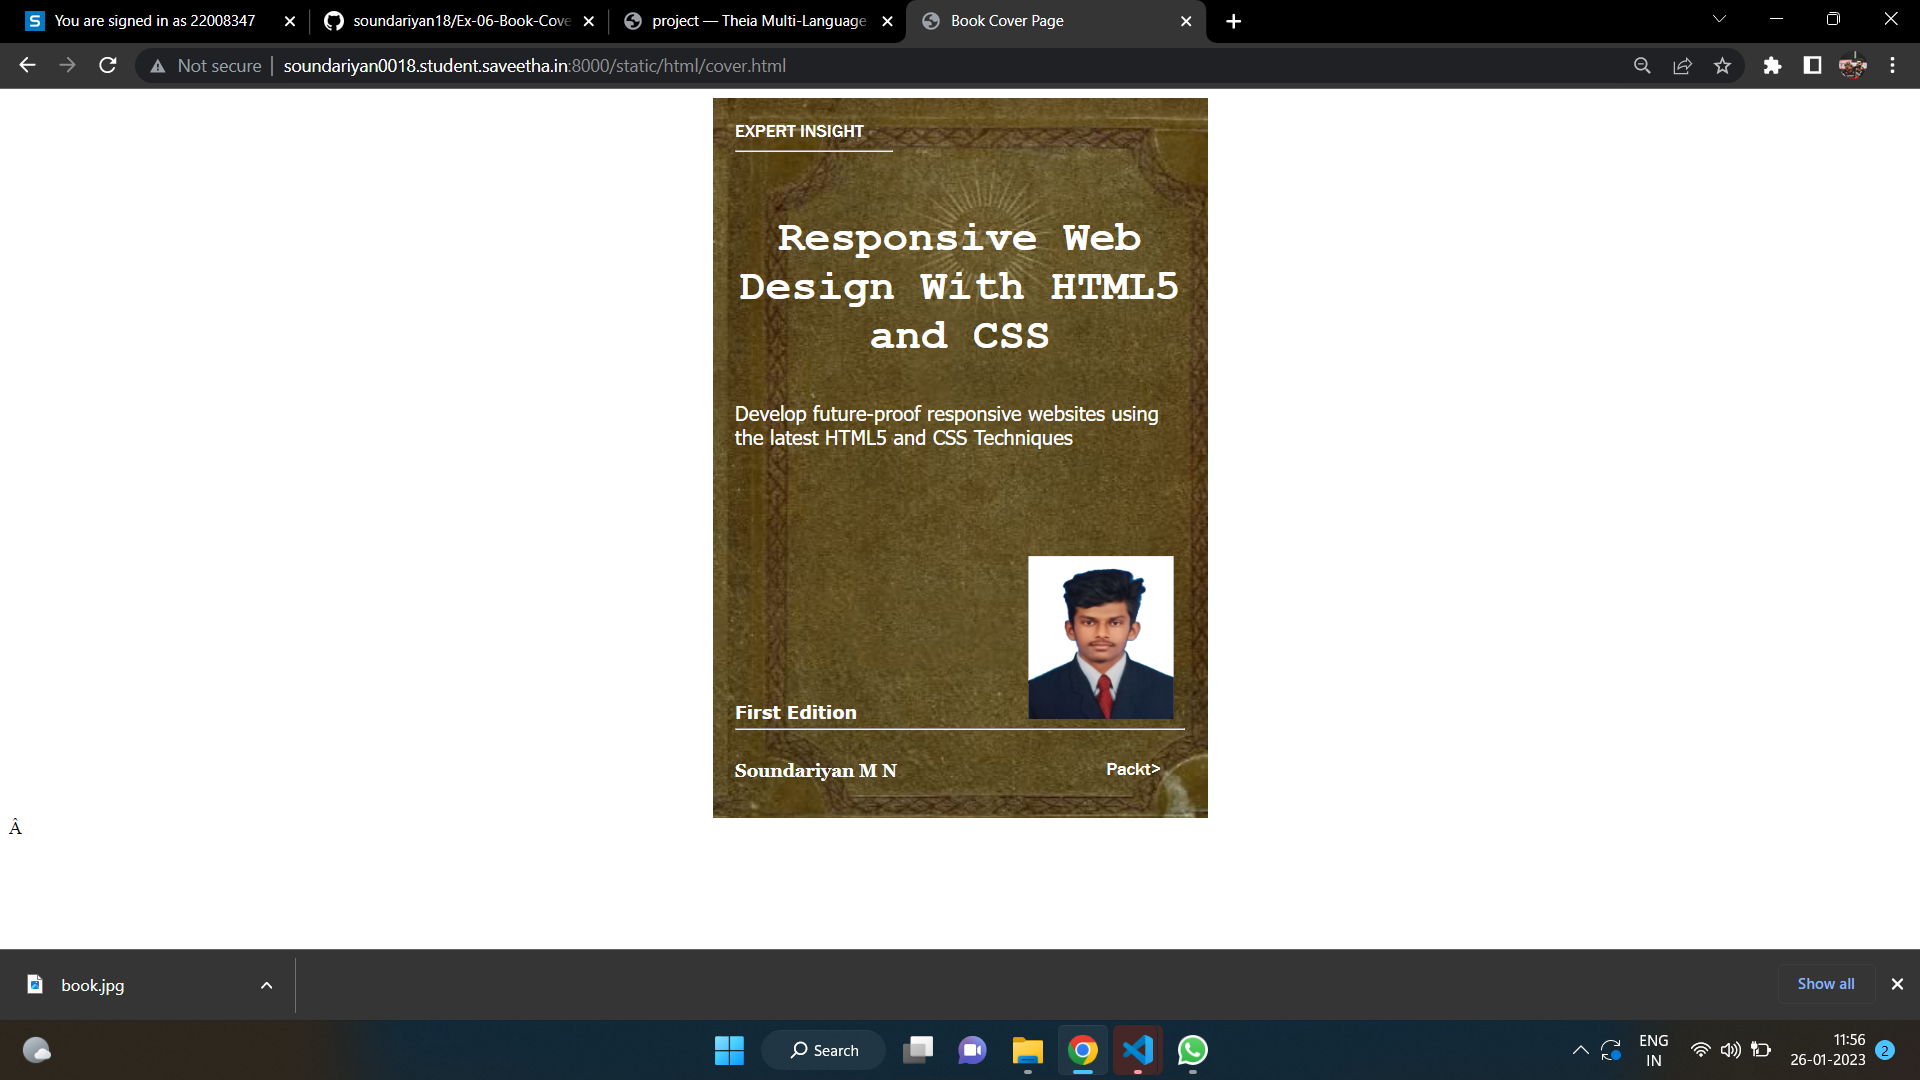 You are signed in as 22008347
soundariyan18/Ex-06-Book-Cove
project — Theia Multi-Language
Book Cover Page
Not secure
soundariyan0018.student.saveetha.in:8000/static/html/cover.html
EXPERT INSIGHT
Responsive Web
Design With HTML5
and CSS
Develop future-proof responsive websites using
the latest HTML5 and CSS Techniques
First Edition
Soundariyan M N
Packt>
Â
book.jpg
Show all
Search
ENG
IN
11:56
26-01-2023
2